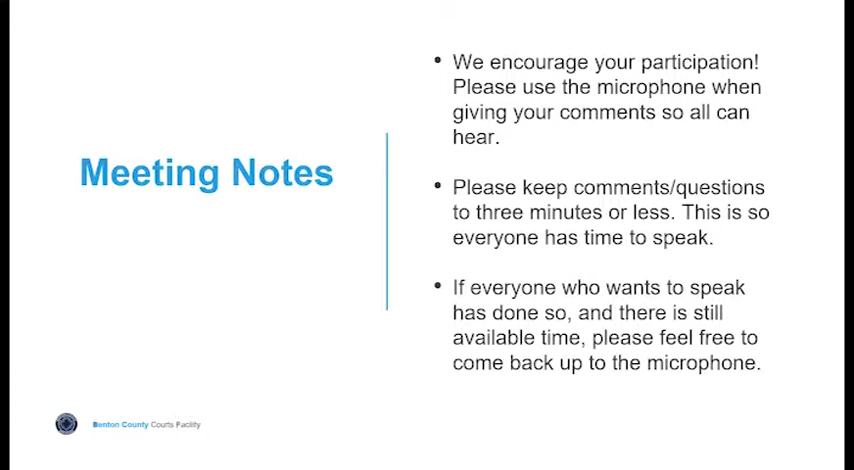 Meeting Notes
• We encourage your participation!
Please use the microphone when
giving your comments so all can
hear.
• Please keep comments/questions
to three minutes or less. This is so
everyone has time to speak.
• If everyone who wants to speak
has done so, and there is still
available time, please feel free to
come back up to the microphone.
Benton County Courts Facility